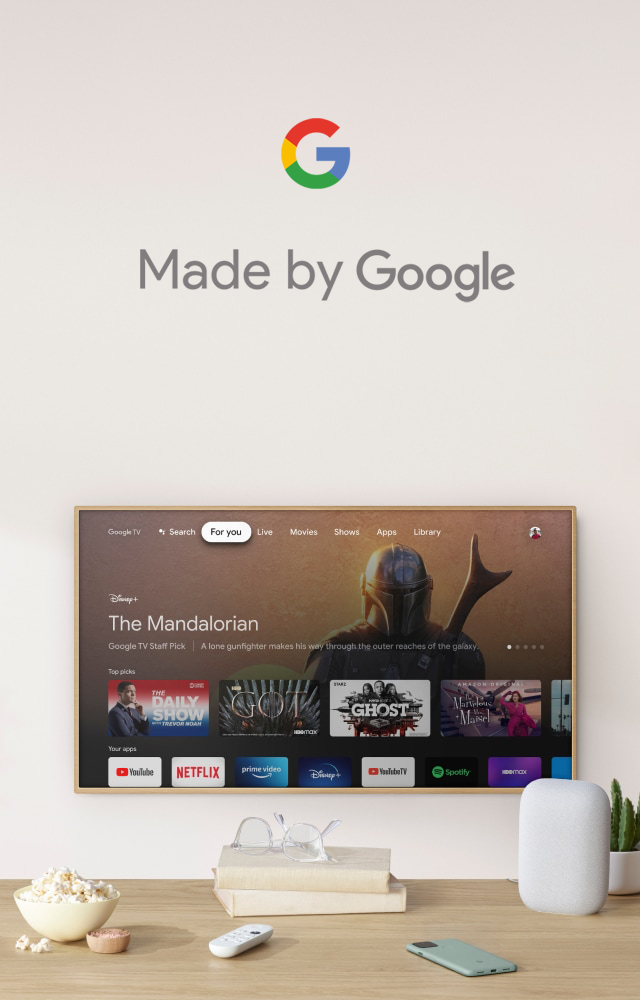 Made by Google
Google TV Search For you Live Movies Shows Apps Library
Disney+
The Mandalorian
Google TV Staff Pick | A lone gunfighter makes his way through the outer reaches of the galaxy.
Top picks
THE DAILY SHOW WITH TREVOR NOAH
HBO GOT HBOMAX
STARZ GHOST
AMAZON ORIGINAL The Marvelous Mrs. Maisel
Your apps
YouTube NETFLIX prime video Disney+ YouTubeTV Spotify HBOMAX